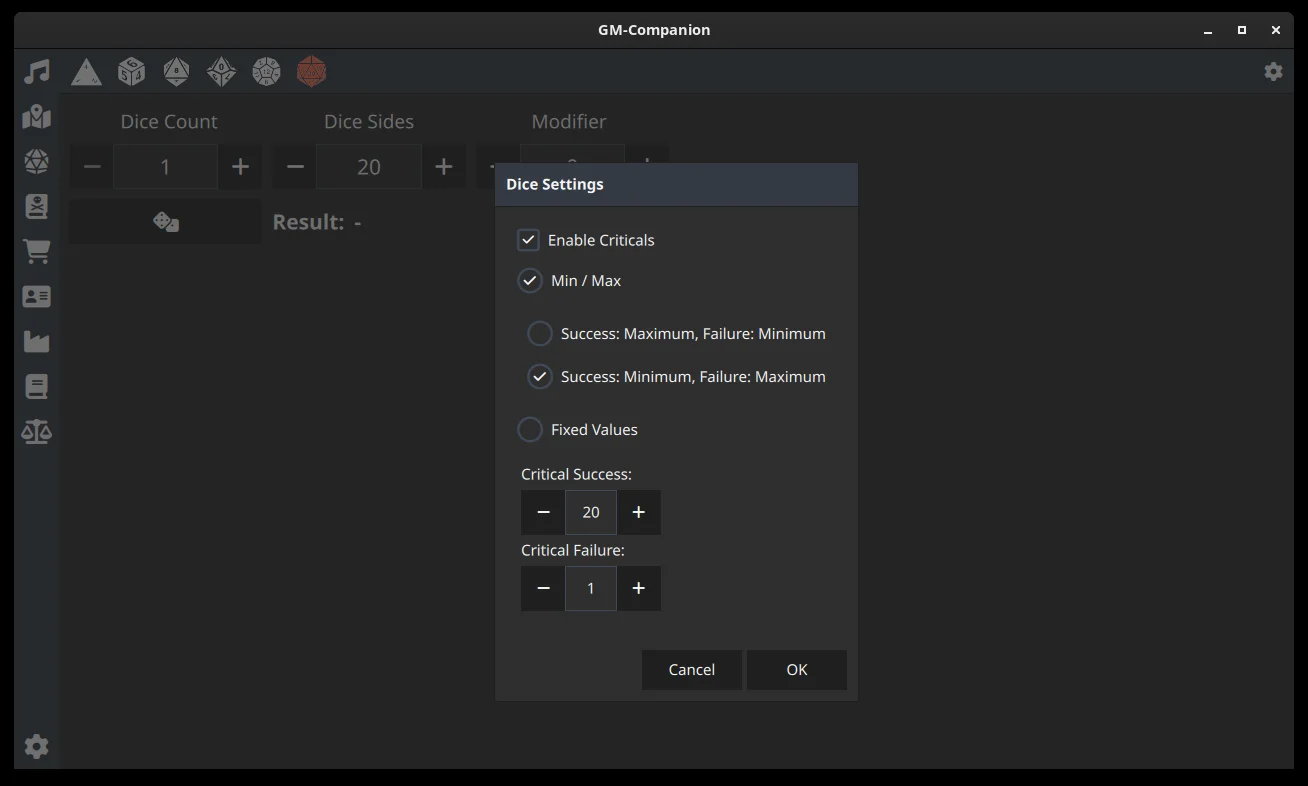 GM-Companion
Dice Count
Dice Sides
Modifier
1
20
Result: -
Dice Settings
Enable Criticals
Min / Max
Success: Maximum, Failure: Minimum
Success: Minimum, Failure: Maximum
Fixed Values
Critical Success:
20
Critical Failure:
1
Cancel
OK